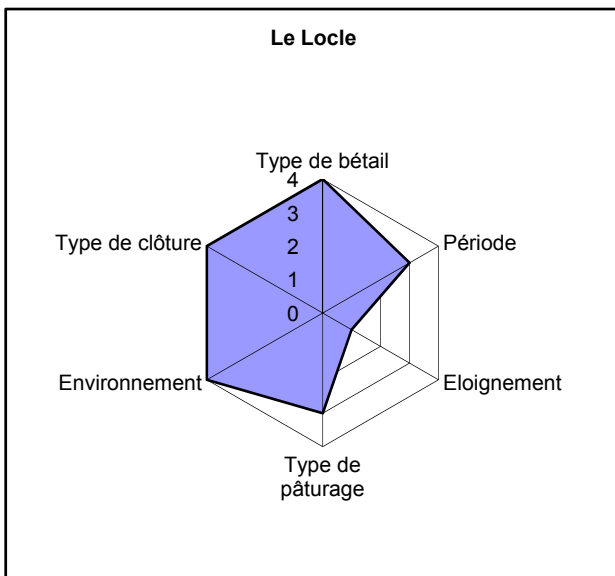 Le Locle
Type de bétail
4
3
2
1
0
Type de clôture
Période
Environnement
Eloignement
Type de
pâturage